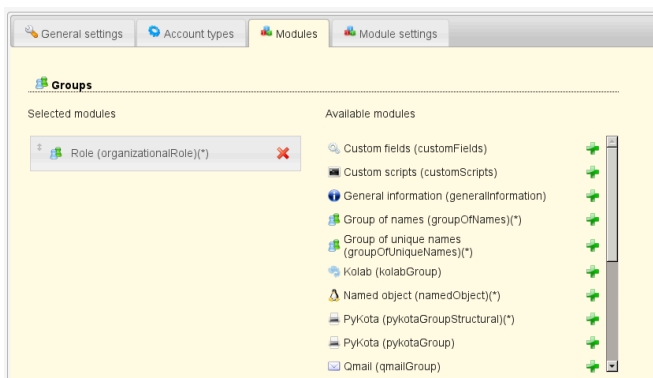 General settings
Account types
Modules
Module settings
Groups
Selected modules
Available modules
Role (organizationalRole)(*)
Custom fields (customFields)
Custom scripts (customScripts)
General information (generalInformation)
Group of names (groupOfNames)(*)
Group of unique names
(groupOfUniqueNames)(*)
Kolab (kolabGroup)
Named object (namedObject)(*)
PyKota (pykotaGroupStructural)(*)
PyKota (pykotaGroup)
Qmail (qmailGroup)